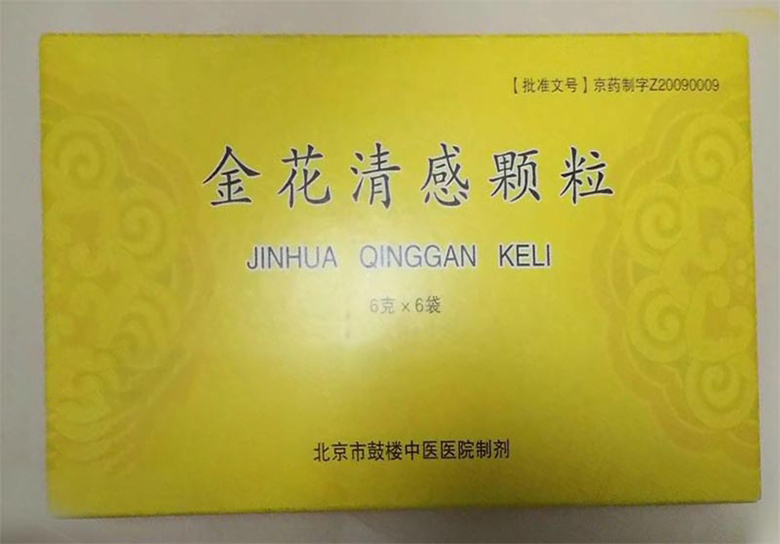 【批准文号】京药制字Z20090009
金花清感颗粒
JINHUA QINGGAN KELI
6克×6袋
北京市鼓楼中医医院制剂